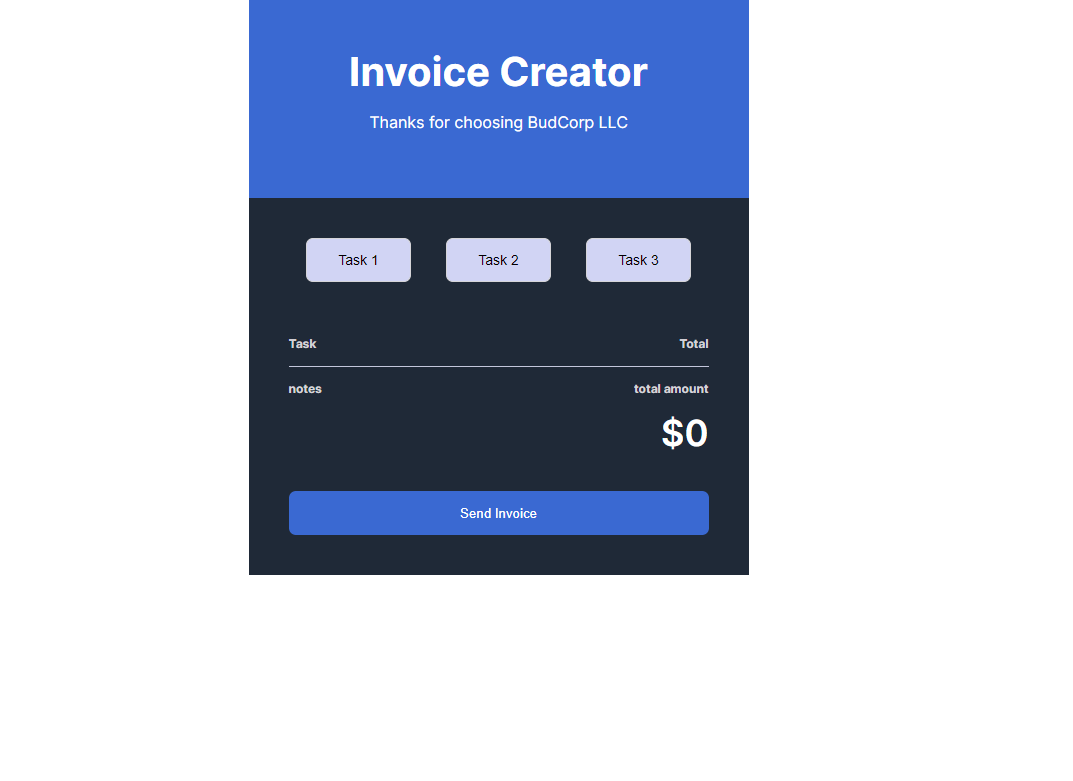 Invoice Creator
Thanks for choosing BudCorp LLC
Task 1 Task 2 Task 3
Task Total
notes total amount
$0
Send Invoice